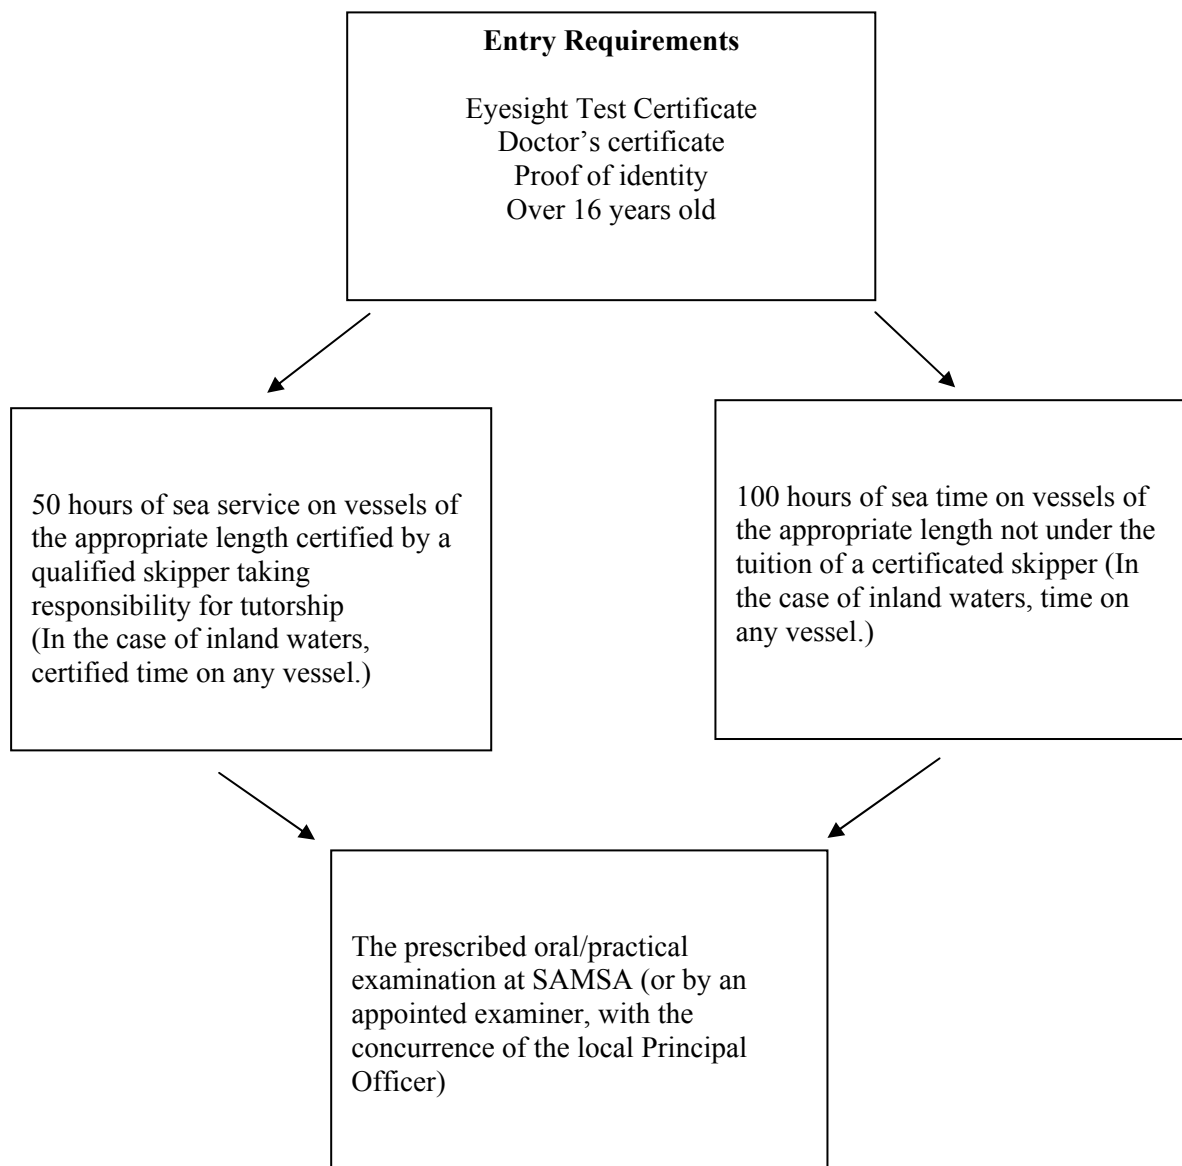 Entry Requirements
Eyesight Test Certificate
Doctor’s certificate
Proof of identity
Over 16 years old
50 hours of sea service on vessels of
the appropriate length certified by a
qualified skipper taking
responsibility for tutorship
(In the case of inland waters,
certified time on any vessel.)
100 hours of sea time on vessels of
the appropriate length not under the
tuition of a certificated skipper (In
the case of inland waters, time on
any vessel.)
The prescribed oral/practical
examination at SAMSA (or by an
appointed examiner, with the
concurrence of the local Principal
Officer)